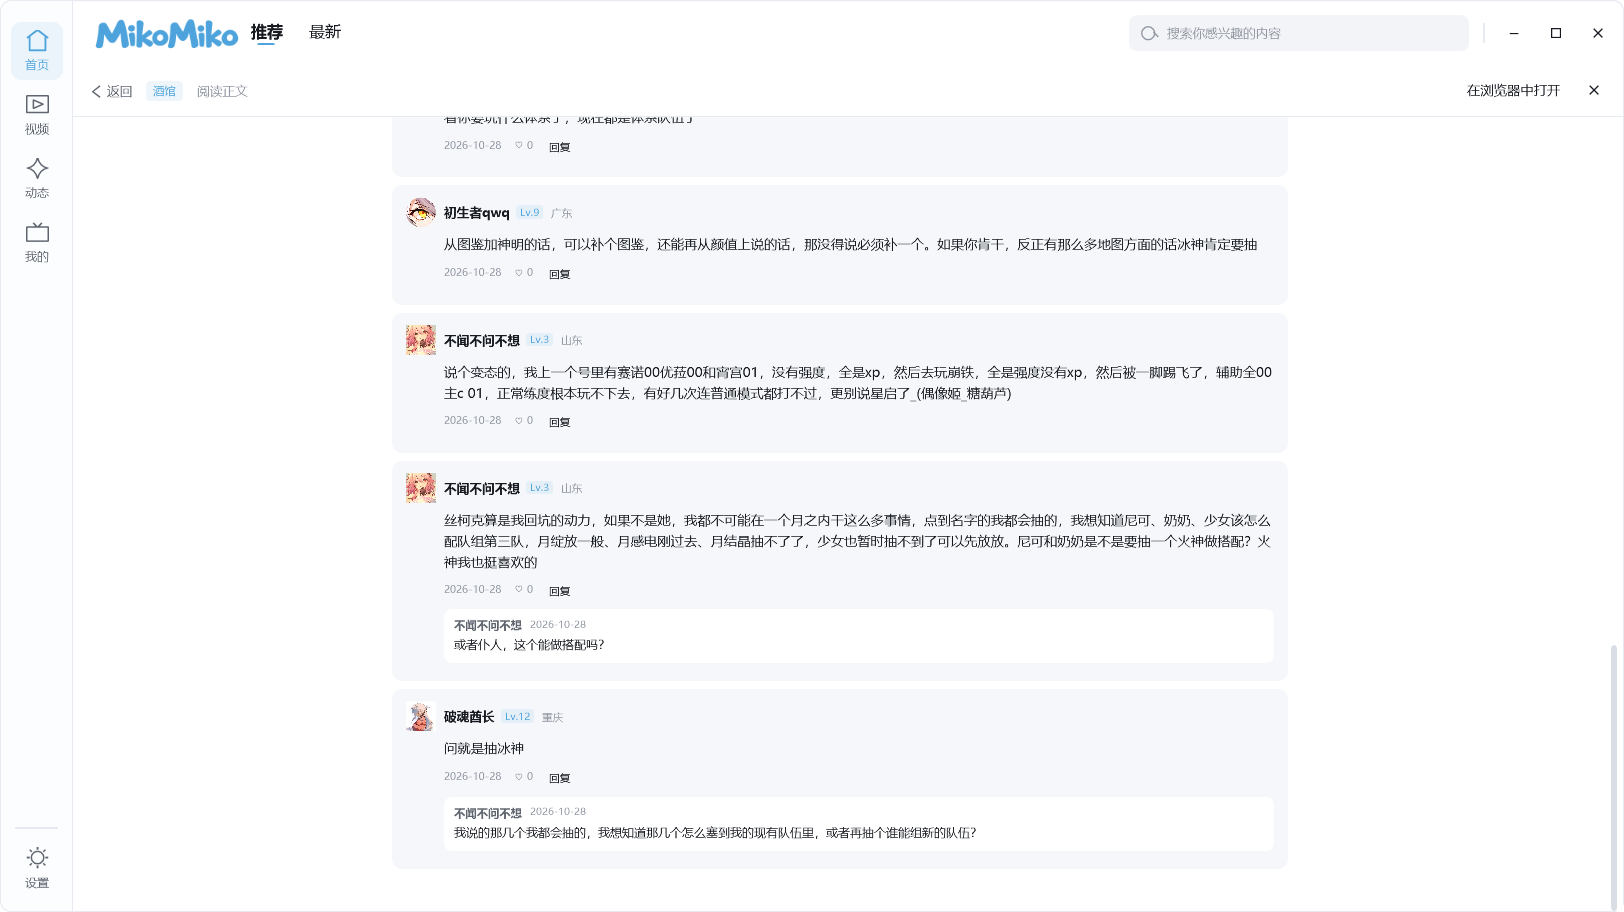 MikoMiko 推荐 最新 搜索你感兴趣的内容
首页
视频
动态
我的
设置
返回 酒馆 阅读正文 在浏览器中打开
看你要玩什么体系了，现在都是体系队伍了
2026-10-28 ♡ 0 回复
初生者qwq Lv.9 广东
从图鉴加神明的话，可以补个图鉴，还能再从颜值上说的话，那没得说必须补一个。如果你肯干，反正有那么多地图方面的话冰神肯定要抽
2026-10-28 ♡ 0 回复
不闻不问不想 Lv.3 山东
说个变态的，我上一个号里有赛诺00优菈00和宵宫01，没有强度，全是xp，然后去玩崩铁，全是强度没有xp，然后被一脚踢飞了，辅助全00
主c 01，正常练度根本玩不下去，有好几次连普通模式都打不过，更别说星启了_(偶像姬_糖葫芦)
2026-10-28 ♡ 0 回复
不闻不问不想 Lv.3 山东
丝柯克算是我回坑的动力，如果不是她，我都不可能在一个月之内干这么多事情，点到名字的我都会抽的，我想知道尼可、奶奶、少女该怎么
配队组第三队，月绽放一般、月感电刚过去、月结晶抽不了了，少女也暂时抽不到了可以先放放。尼可和奶奶是不是要抽一个火神做搭配？火
神我也挺喜欢的
2026-10-28 ♡ 0 回复
不闻不问不想 2026-10-28
或者仆人，这个能做搭配吗？
破魂酋长 Lv.12 重庆
问就是抽冰神
2026-10-28 ♡ 0 回复
不闻不问不想 2026-10-28
我说的那几个我都会抽的，我想知道那几个怎么塞到我的现有队伍里，或者再抽个谁能组新的队伍？